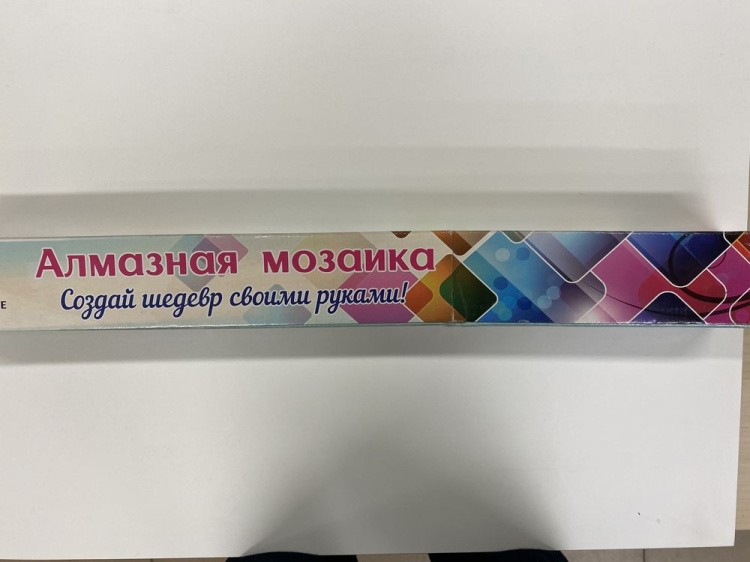 Алмазная мозаика
Создай шедевр своими руками!
Е